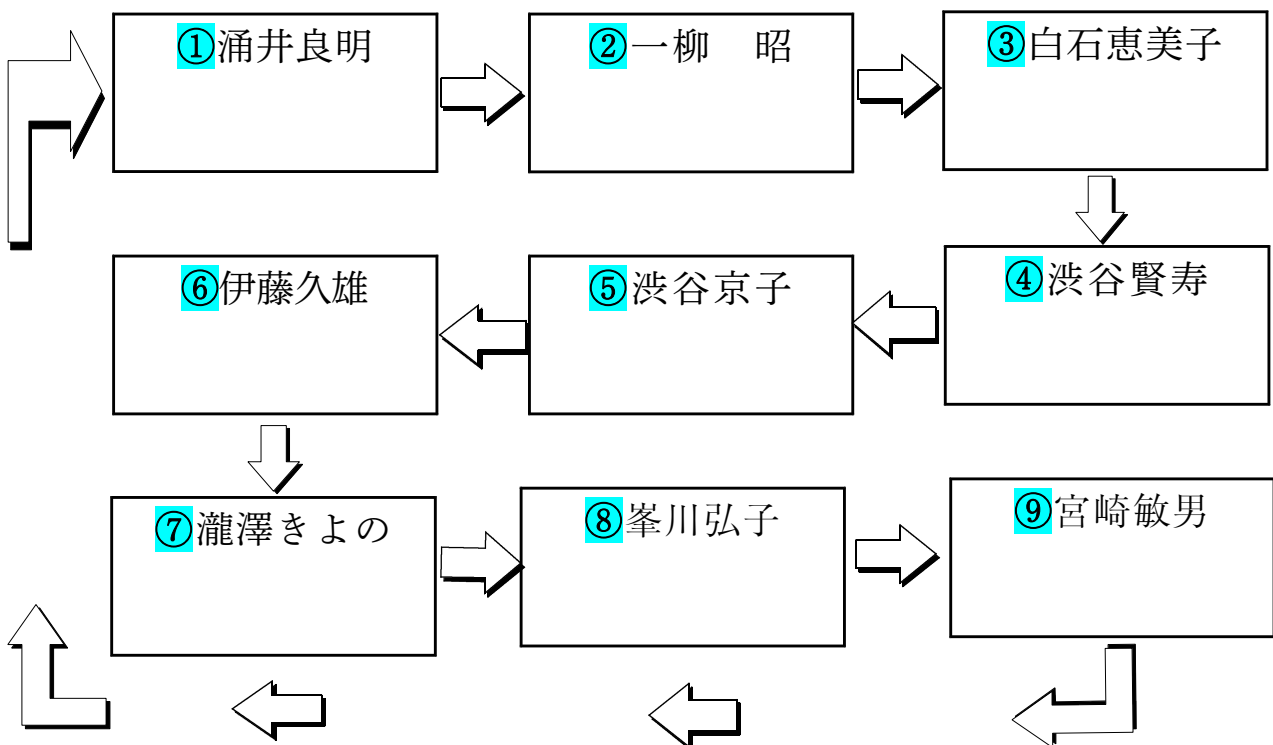 ①涌井良明
②一柳　昭
③白石恵美子
④渋谷賢寿
⑤渋谷京子
⑥伊藤久雄
⑦瀧澤きよの
⑧峯川弘子
⑨宮崎敏男